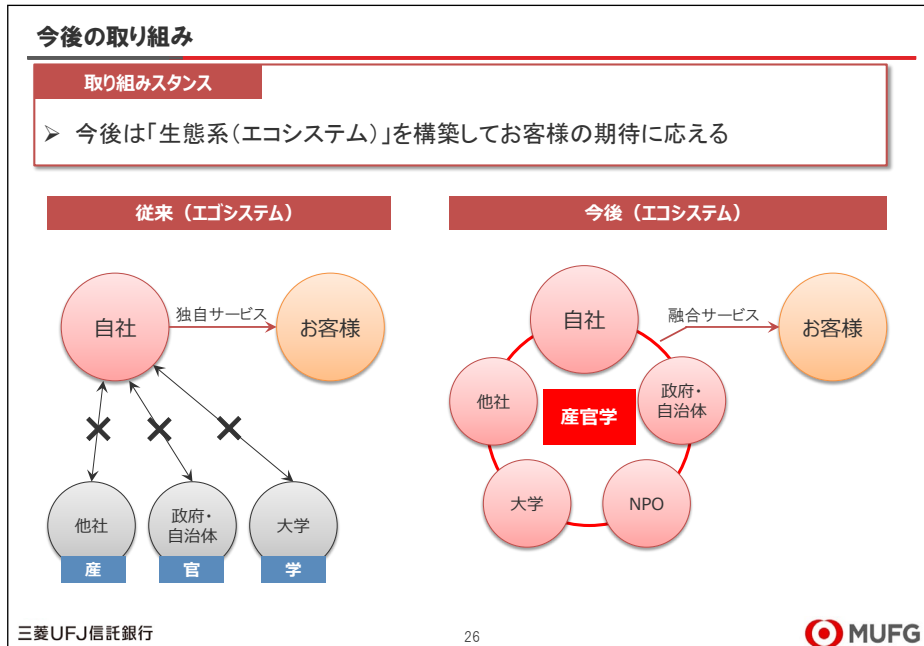 今後の取り組み
取り組みスタンス
➢ 今後は「生態系(エコシステム)」を構築してお客様の期待に応える
従来（エゴシステム）
自社
独自サービス
お客様
他社
政府・
自治体
大学
産
官
学
今後（エコシステム）
自社
融合サービス
お客様
他社
産官学
政府・
自治体
大学
NPO
三菱UFJ信託銀行
26
MUFG